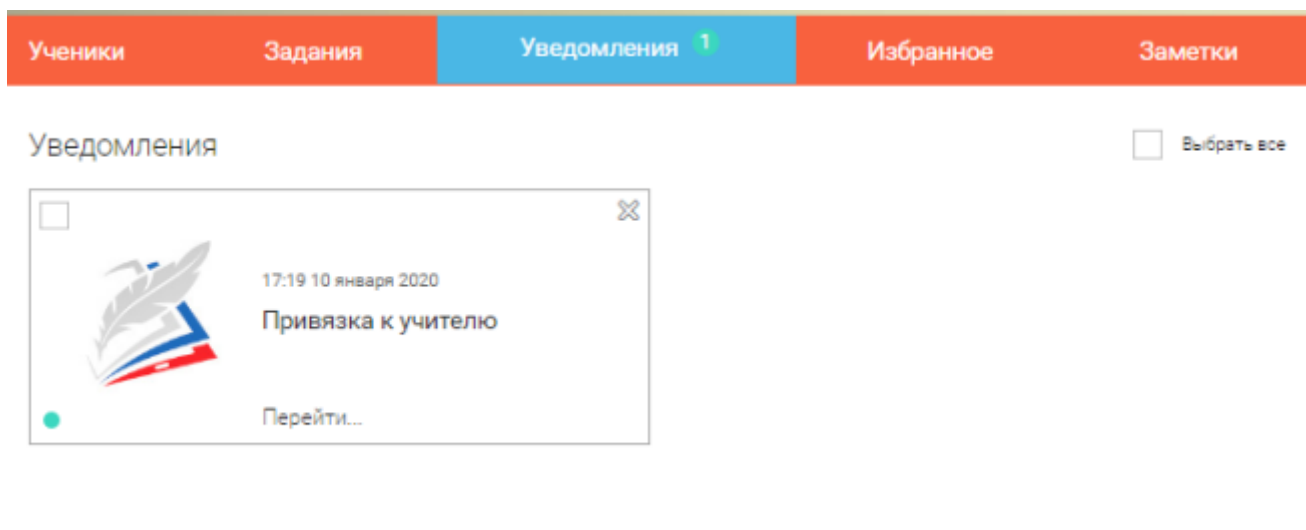 Ученики Задания Уведомления 1 Избранное Заметки
Уведомления Выбрать все
17:19 10 января 2020
Привязка к учителю
Перейти...